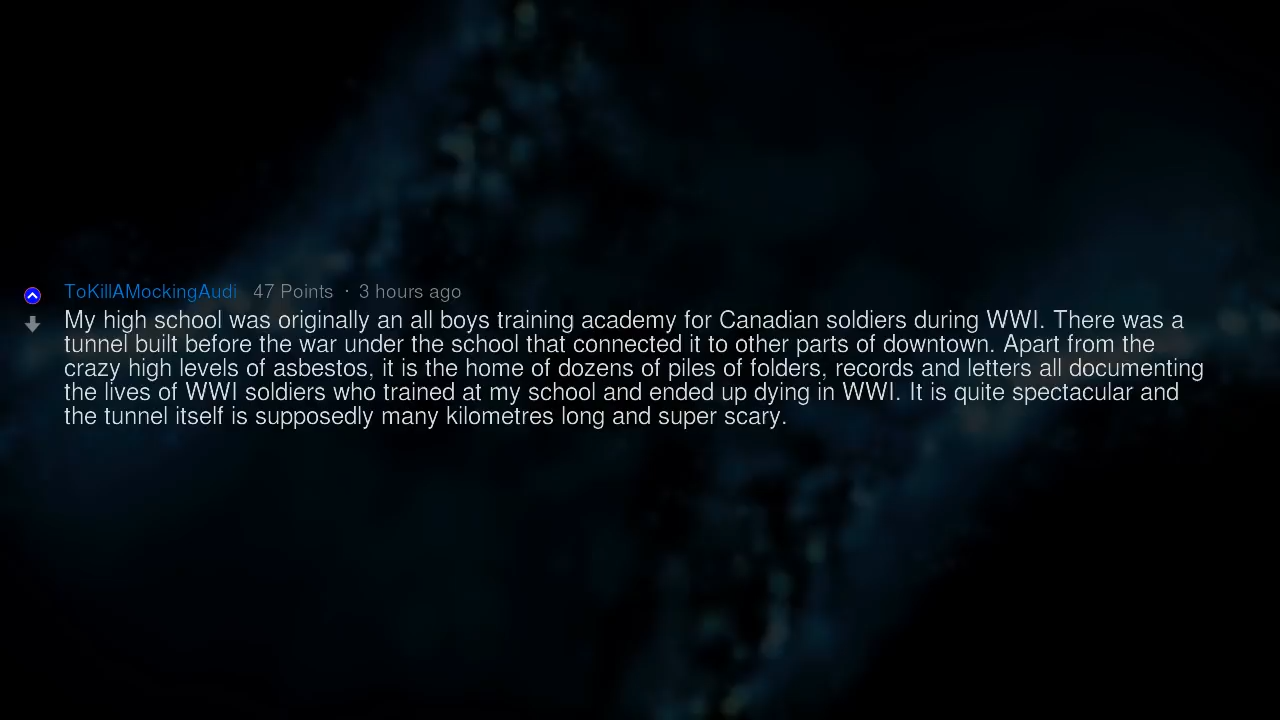 ToKillAMockingAudi 47 Points · 3 hours ago
My high school was originally an all boys training academy for Canadian soldiers during WWI. There was a
tunnel built before the war under the school that connected it to other parts of downtown. Apart from the
crazy high levels of asbestos, it is the home of dozens of piles of folders, records and letters all documenting
the lives of WWI soldiers who trained at my school and ended up dying in WWI. It is quite spectacular and
the tunnel itself is supposedly many kilometres long and super scary.